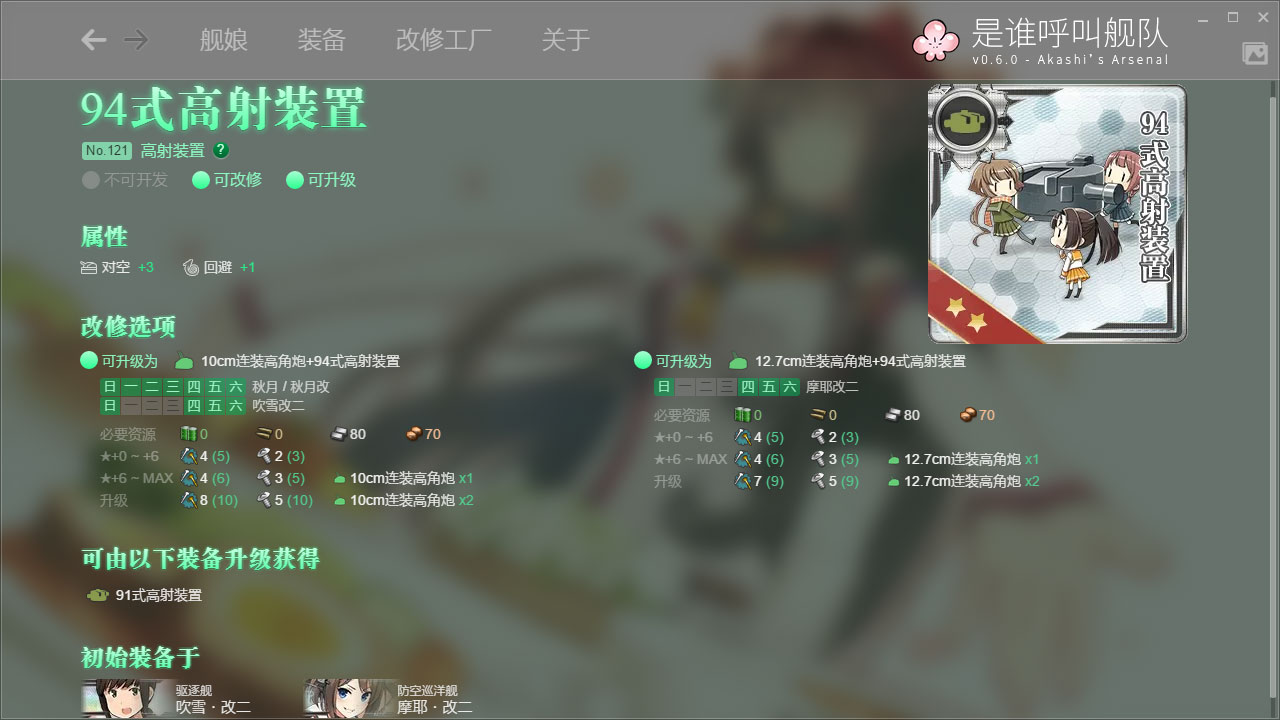 舰娘 装备 改修工厂 关于
是谁呼叫舰队
v0.6.0 - Akashi's Arsenal
94式高射装置
No.121 高射装置 ?
不可开发 可改修 可升级
94式高射装置
属性
对空 +3 回避 +1
改修选项
可升级为 10cm连装高角炮+94式高射装置
日 一 二 三 四 五 六 秋月 / 秋月改
日 一 二 三 四 五 六 吹雪改二
必要资源 0 0 80 70
★+0 ~ +6 4 (5) 2 (3)
★+6 ~ MAX 4 (6) 3 (5) 10cm连装高角炮 x1
升级 8 (10) 5 (10) 10cm连装高角炮 x2
可升级为 12.7cm连装高角炮+94式高射装置
日 一 二 三 四 五 六 摩耶改二
必要资源 0 0 80 70
★+0 ~ +6 4 (5) 2 (3)
★+6 ~ MAX 4 (6) 3 (5) 12.7cm连装高角炮 x1
升级 7 (9) 5 (9) 12.7cm连装高角炮 x2
可由以下装备升级获得
91式高射装置
初始装备于
驱逐舰
吹雪・改二
防空巡洋舰
摩耶・改二